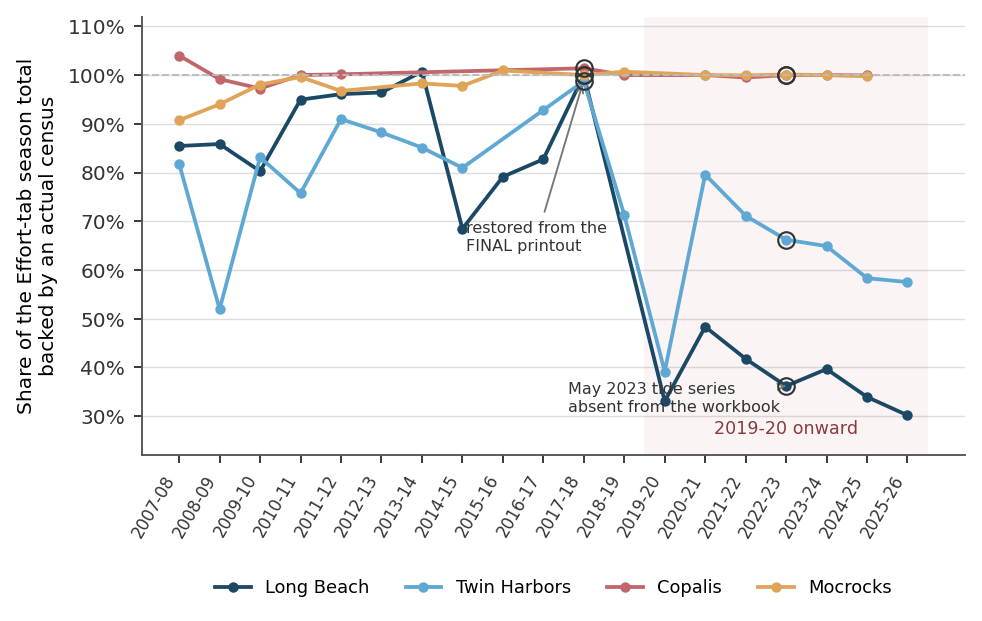 110%
100%
90%
80%
70%
60%
50%
40%
30%
Share of the Effort-tab season total
backed by an actual census
restored from the
FINAL printout
May 2023 tide series
absent from the workbook
2019-20 onward
2007-08
2008-09
2009-10
2010-11
2011-12
2012-13
2013-14
2014-15
2015-16
2016-17
2017-18
2018-19
2019-20
2020-21
2021-22
2022-23
2023-24
2024-25
2025-26
Long Beach
Twin Harbors
Copalis
Mocrocks